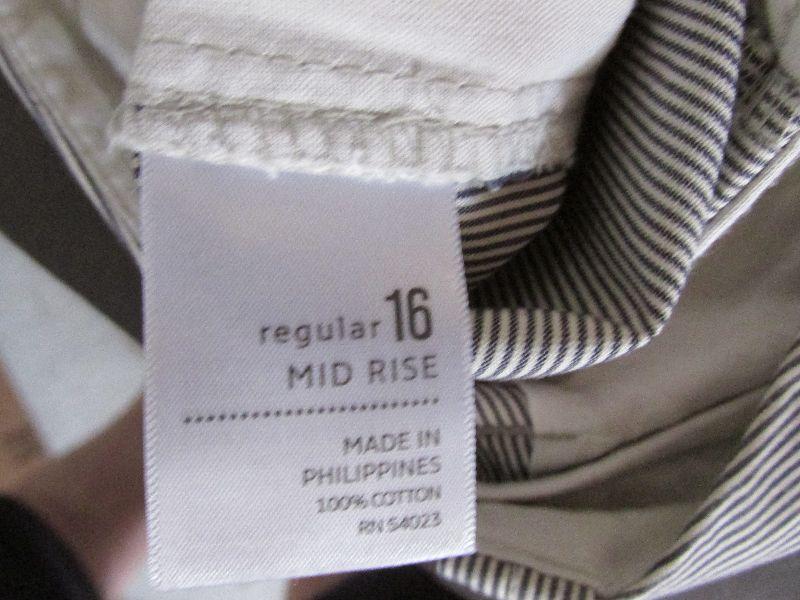 regular 16
MID RISE
MADE IN
PHILIPPINES
100% COTTON
RN 54023